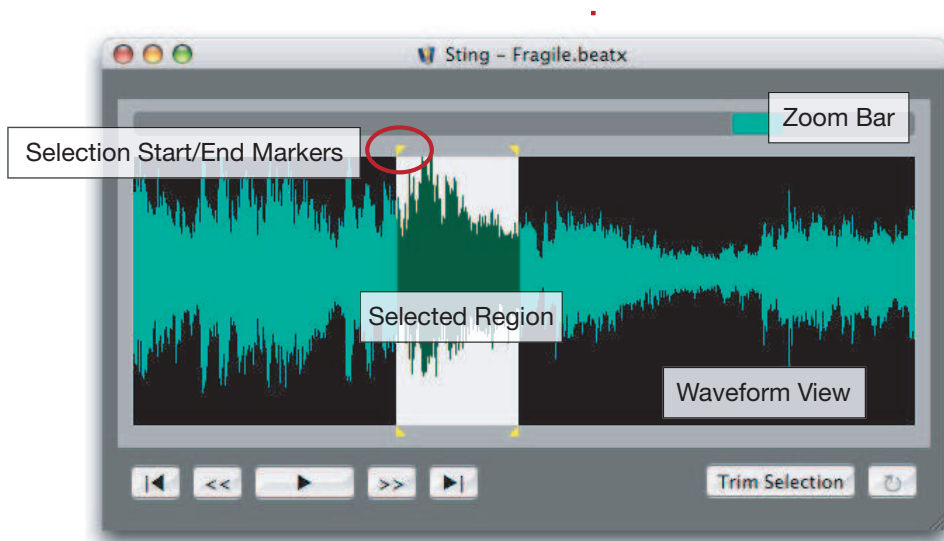 Sting – Fragile.beatx
Zoom Bar
Selection Start/End Markers
Selected Region
Waveform View
<< >>
Trim Selection